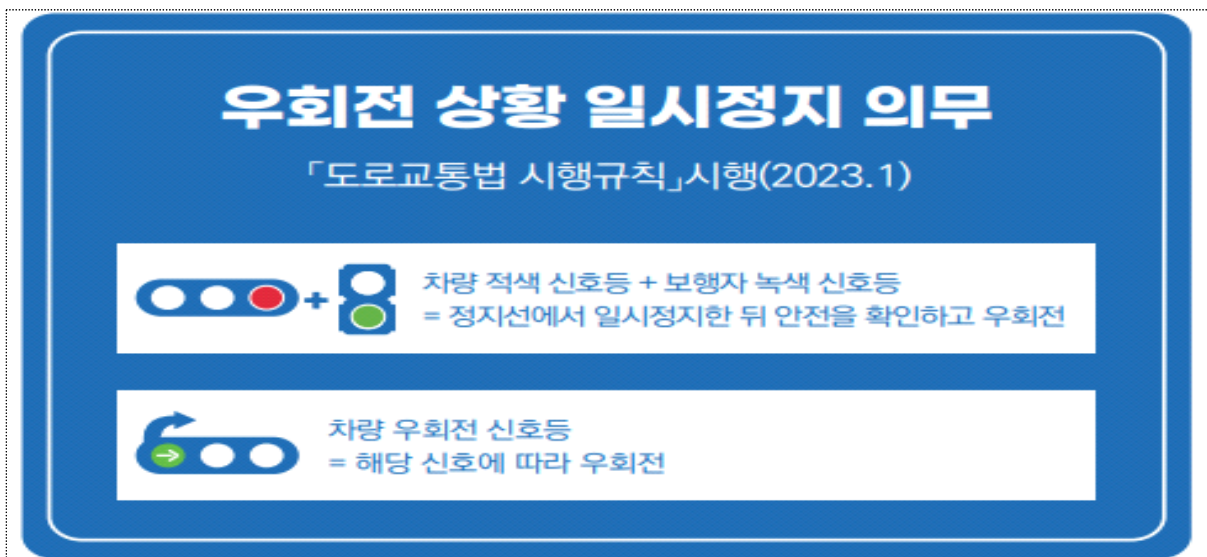 우회전 상황 일시정지 의무
「도로교통법 시행규칙」시행(2023.1)
차량 적색 신호등 + 보행자 녹색 신호등
= 정지선에서 일시정지한 뒤 안전을 확인하고 우회전
차량 우회전 신호등
= 해당 신호에 따라 우회전